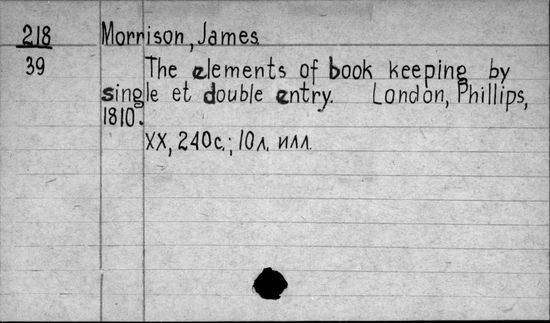 218 Morrison, James
39 The elements of book keeping by
single et double entry. London, Phillips,
1810.
XX, 240с.; 10л. илл.